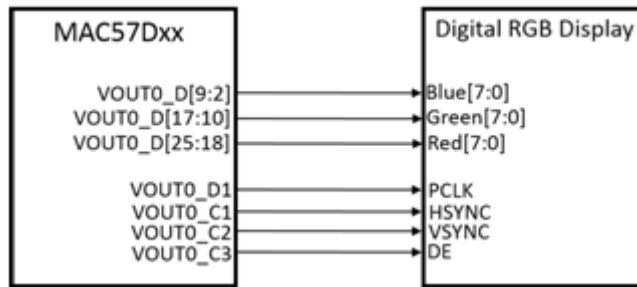 MAC57Dxx
Digital RGB Display
VOUT0_D[9:2]
Blue[7:0]
VOUT0_D[17:10]
Green[7:0]
VOUT0_D[25:18]
Red[7:0]
VOUT0_D1
PCLK
VOUT0_C1
HSYNC
VOUT0_C2
VSYNC
VOUT0_C3
DE